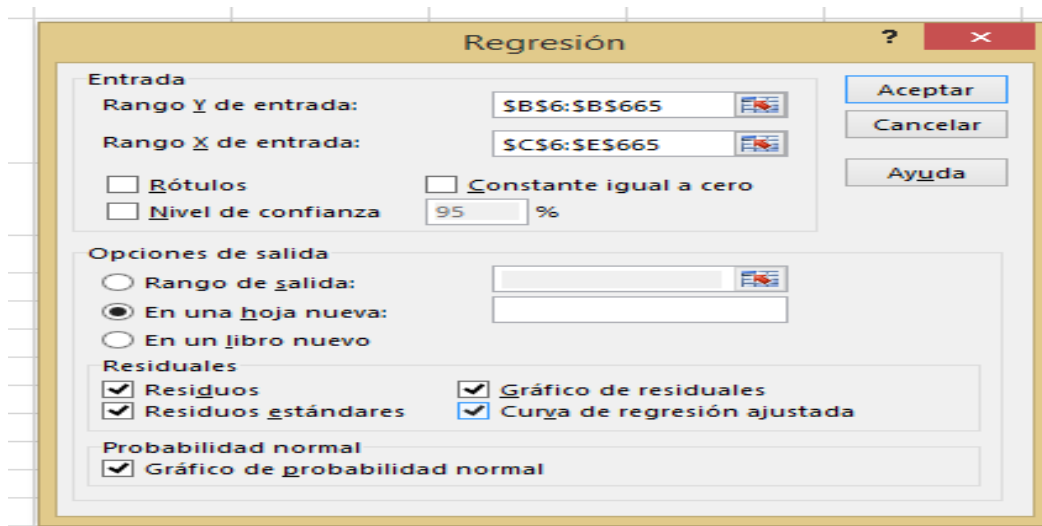 Regresión
?
Entrada
Rango Y de entrada: $B$6:$B$665
Rango X de entrada: $C$6:$E$665
Rótulos Constante igual a cero
Nivel de confianza 95 %
Aceptar
Cancelar
Ayuda
Opciones de salida
Rango de salida:
En una hoja nueva:
En un libro nuevo
Residuales
Residuos Gráfico de residuales
Residuos estándares Curva de regresión ajustada
Probabilidad normal
Gráfico de probabilidad normal